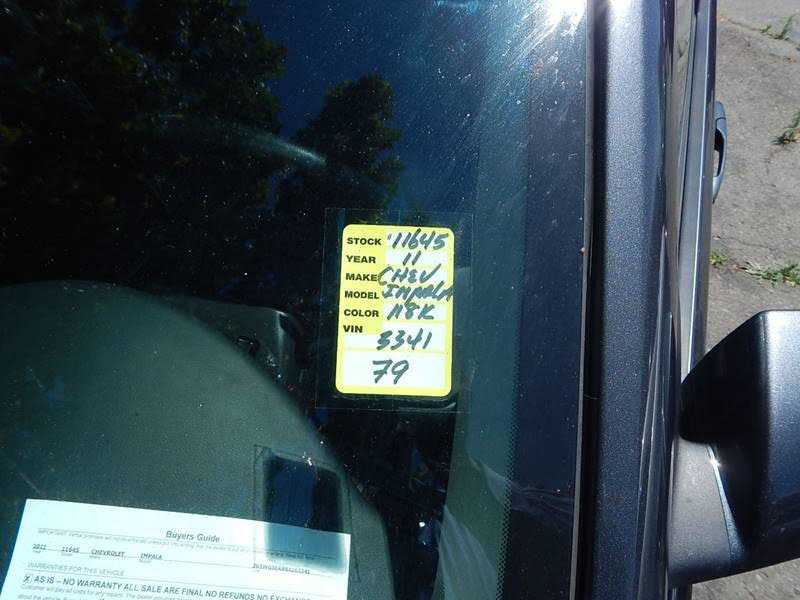 STOCK 11645
YEAR 11
MAKE CHEV
MODEL IMPALA
COLOR 118K
VIN 3341
79
Buyers Guide
2011 11645 CHEVROLET IMPALA
WARRANTIES FOR THIS VEHICLE
X AS IS – NO WARRANTY ALL SALE ARE FINAL NO REFUNDS NO EXCHANGE